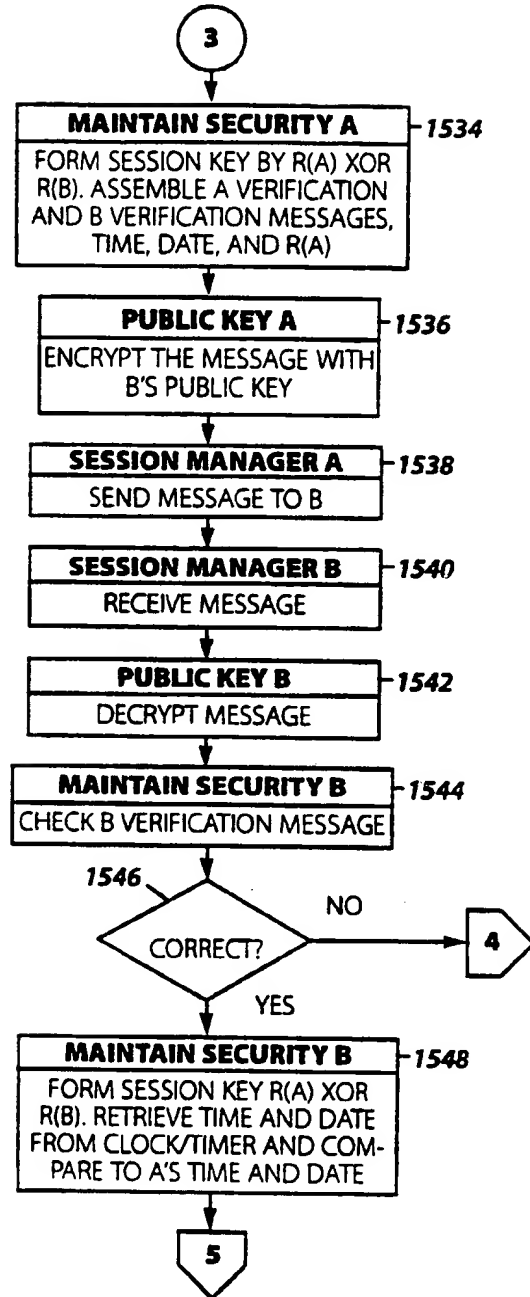 3
MAINTAIN SECURITY A
1534
FORM SESSION KEY BY R(A) XOR
R(B). ASSEMBLE A VERIFICATION
AND B VERIFICATION MESSAGES,
TIME, DATE, AND R(A)
PUBLIC KEY A
1536
ENCRYPT THE MESSAGE WITH
B'S PUBLIC KEY
SESSION MANAGER A
1538
SEND MESSAGE TO B
SESSION MANAGER B
1540
RECEIVE MESSAGE
PUBLIC KEY B
1542
DECRYPT MESSAGE
MAINTAIN SECURITY B
1544
CHECK B VERIFICATION MESSAGE
1546
CORRECT?
NO
4
YES
MAINTAIN SECURITY B
1548
FORM SESSION KEY R(A) XOR
R(B). RETRIEVE TIME AND DATE
FROM CLOCK/TIMER AND COM-
PARE TO A'S TIME AND DATE
5